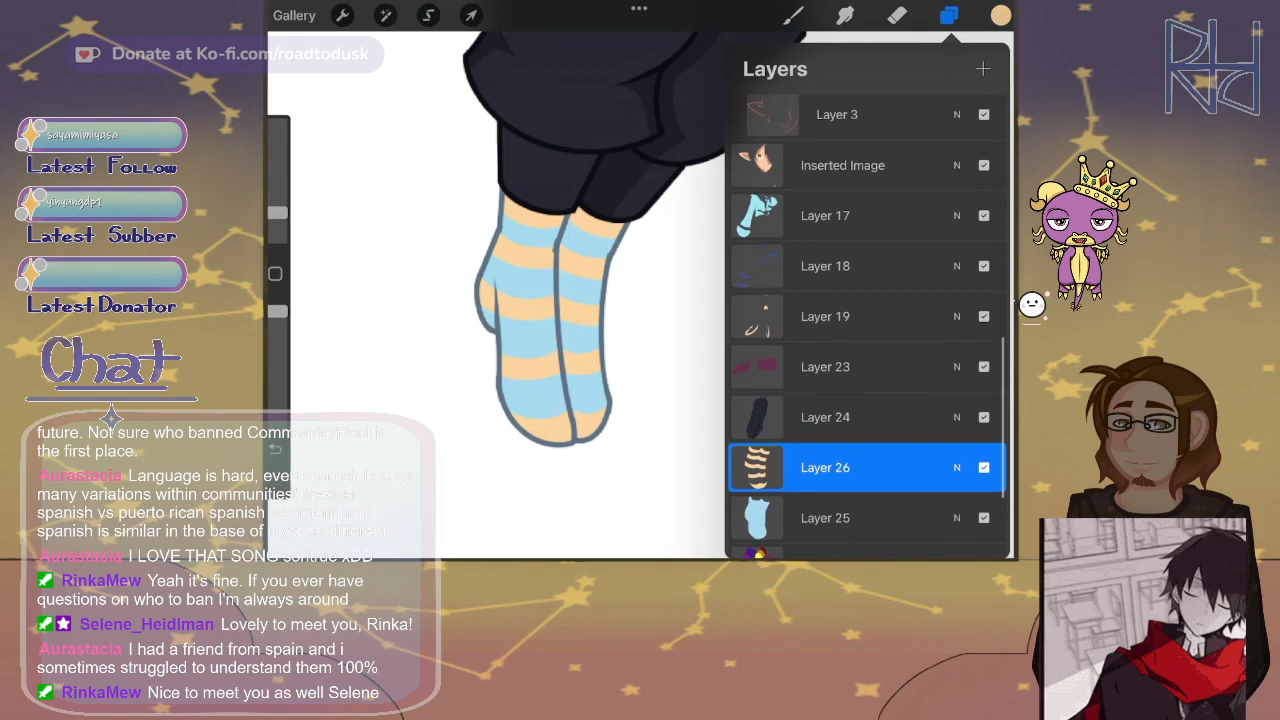 Gallery
Donate at Ko-fi.com/roadtodusk
Layers
Layer 3 N
Inserted Image N
Layer 17 N
Layer 18 N
Layer 19 N
Layer 23 N
Layer 24 N
Layer 26 N
Layer 25 N
sayamimiyasa
Latest Follow
yinyangdp1
Latest Subber
Latest Donator
Chat
future. Not sure who banned
the first place.
Aurastacia Language is hard,
many variations within communities!
spanish vs puerto rican spanish
spanish is similar in the base of
Aurastacia I LOVE THAT SONG
RinkaMew Yeah it's fine. If you ever have
questions on who to ban I'm always around
Selene_Heidlman Lovely to meet you, Rinka!
Aurastacia I had a friend from spain and i
sometimes struggled to understand them 100%
RinkaMew Nice to meet you as well Selene